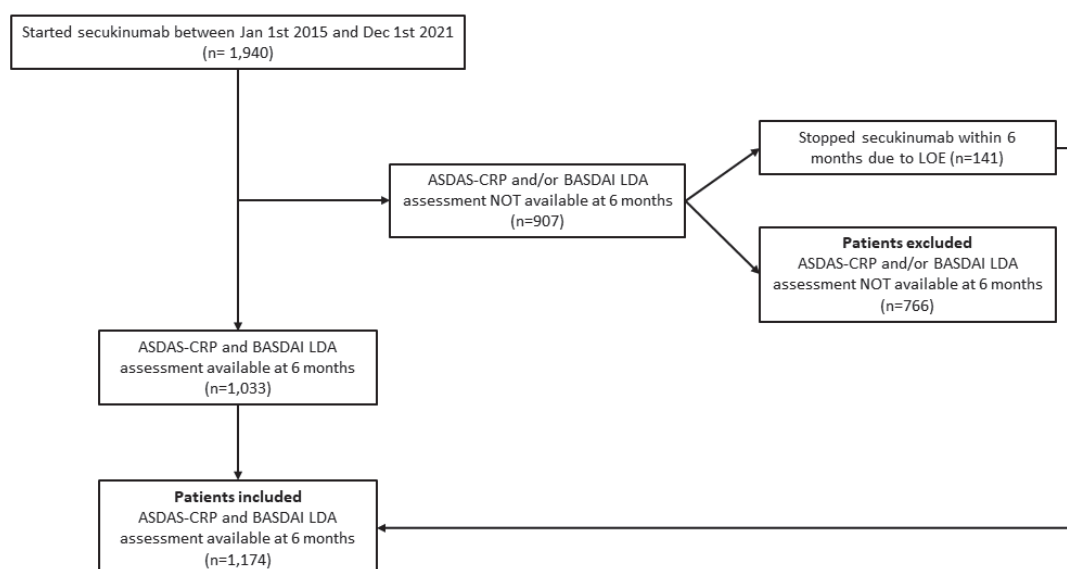 Started secukinumab between Jan 1st 2015 and Dec 1st 2021
(n= 1,940)
Stopped secukinumab within 6
months due to LOE (n=141)
ASDAS-CRP and/or BASDAI LDA
assessment NOT available at 6 months
(n=907)
Patients excluded
ASDAS-CRP and/or BASDAI LDA
assessment NOT available at 6 months
(n=766)
ASDAS-CRP and BASDAI LDA
assessment available at 6 months
(n=1,033)
Patients included
ASDAS-CRP and BASDAI LDA
assessment available at 6 months
(n=1,174)